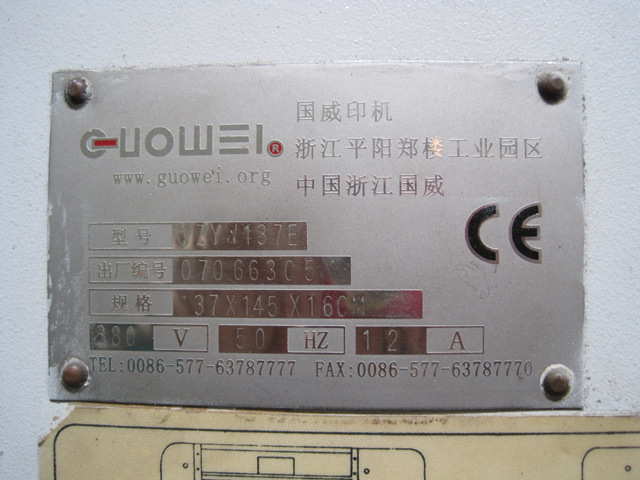 GUOWEI®
www.guowei.org
国威印机
浙江平阳郑楼工业园区
中国浙江国威
CE
型号
出厂编号 07066305
规格 137X145X160M
380 V 50 HZ 12 A
TEL:0086-577-63787777 FAX:0086-577-63787770